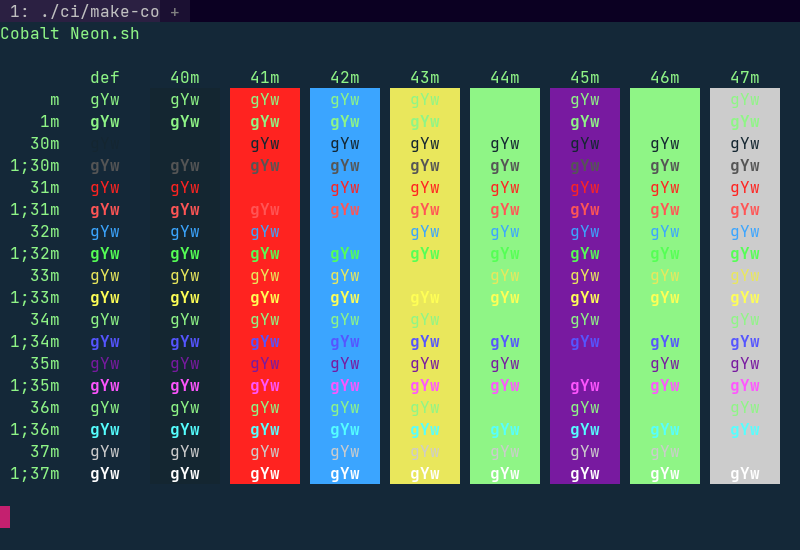 1: ./ci/make-co +
Cobalt Neon.sh
def 40m 41m 42m 43m 44m 45m 46m 47m
m gYw gYw gYw gYw gYw gYw gYw
1m gYw gYw gYw gYw gYw gYw gYw
30m gYw gYw gYw gYw gYw gYw gYw
1;30m gYw gYw gYw gYw gYw gYw gYw gYw gYw
31m gYw gYw gYw gYw gYw gYw gYw gYw
1;31m gYw gYw gYw gYw gYw gYw gYw gYw gYw
32m gYw gYw gYw gYw gYw gYw gYw gYw
1;32m gYw gYw gYw gYw gYw gYw gYw gYw gYw
33m gYw gYw gYw gYw gYw gYw gYw gYw
1;33m gYw gYw gYw gYw gYw gYw gYw gYw gYw
34m gYw gYw gYw gYw gYw gYw gYw
1;34m gYw gYw gYw gYw gYw gYw gYw gYw gYw
35m gYw gYw gYw gYw gYw gYw gYw gYw
1;35m gYw gYw gYw gYw gYw gYw gYw gYw gYw
36m gYw gYw gYw gYw gYw gYw gYw
1;36m gYw gYw gYw gYw gYw gYw gYw gYw gYw
37m gYw gYw gYw gYw gYw gYw gYw gYw
1;37m gYw gYw gYw gYw gYw gYw gYw gYw gYw